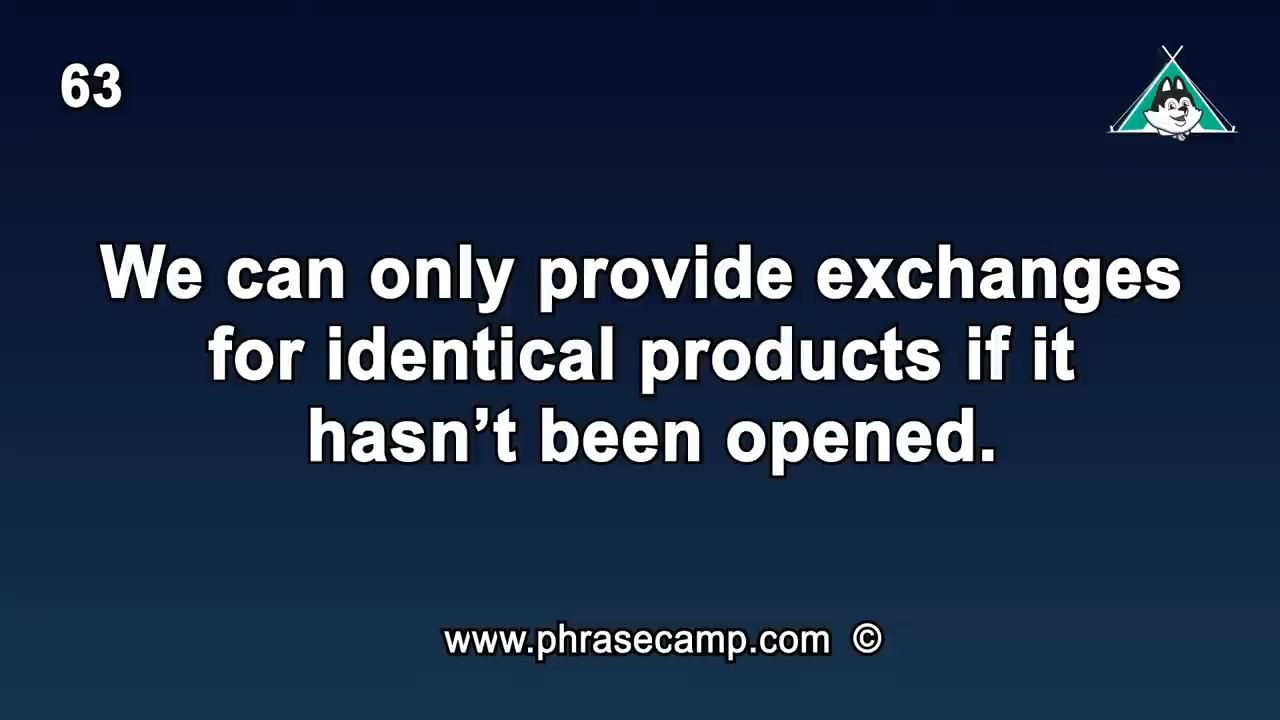 63
We can only provide exchanges
for identical products if it
hasn’t been opened.
www.phrasecamp.com ©